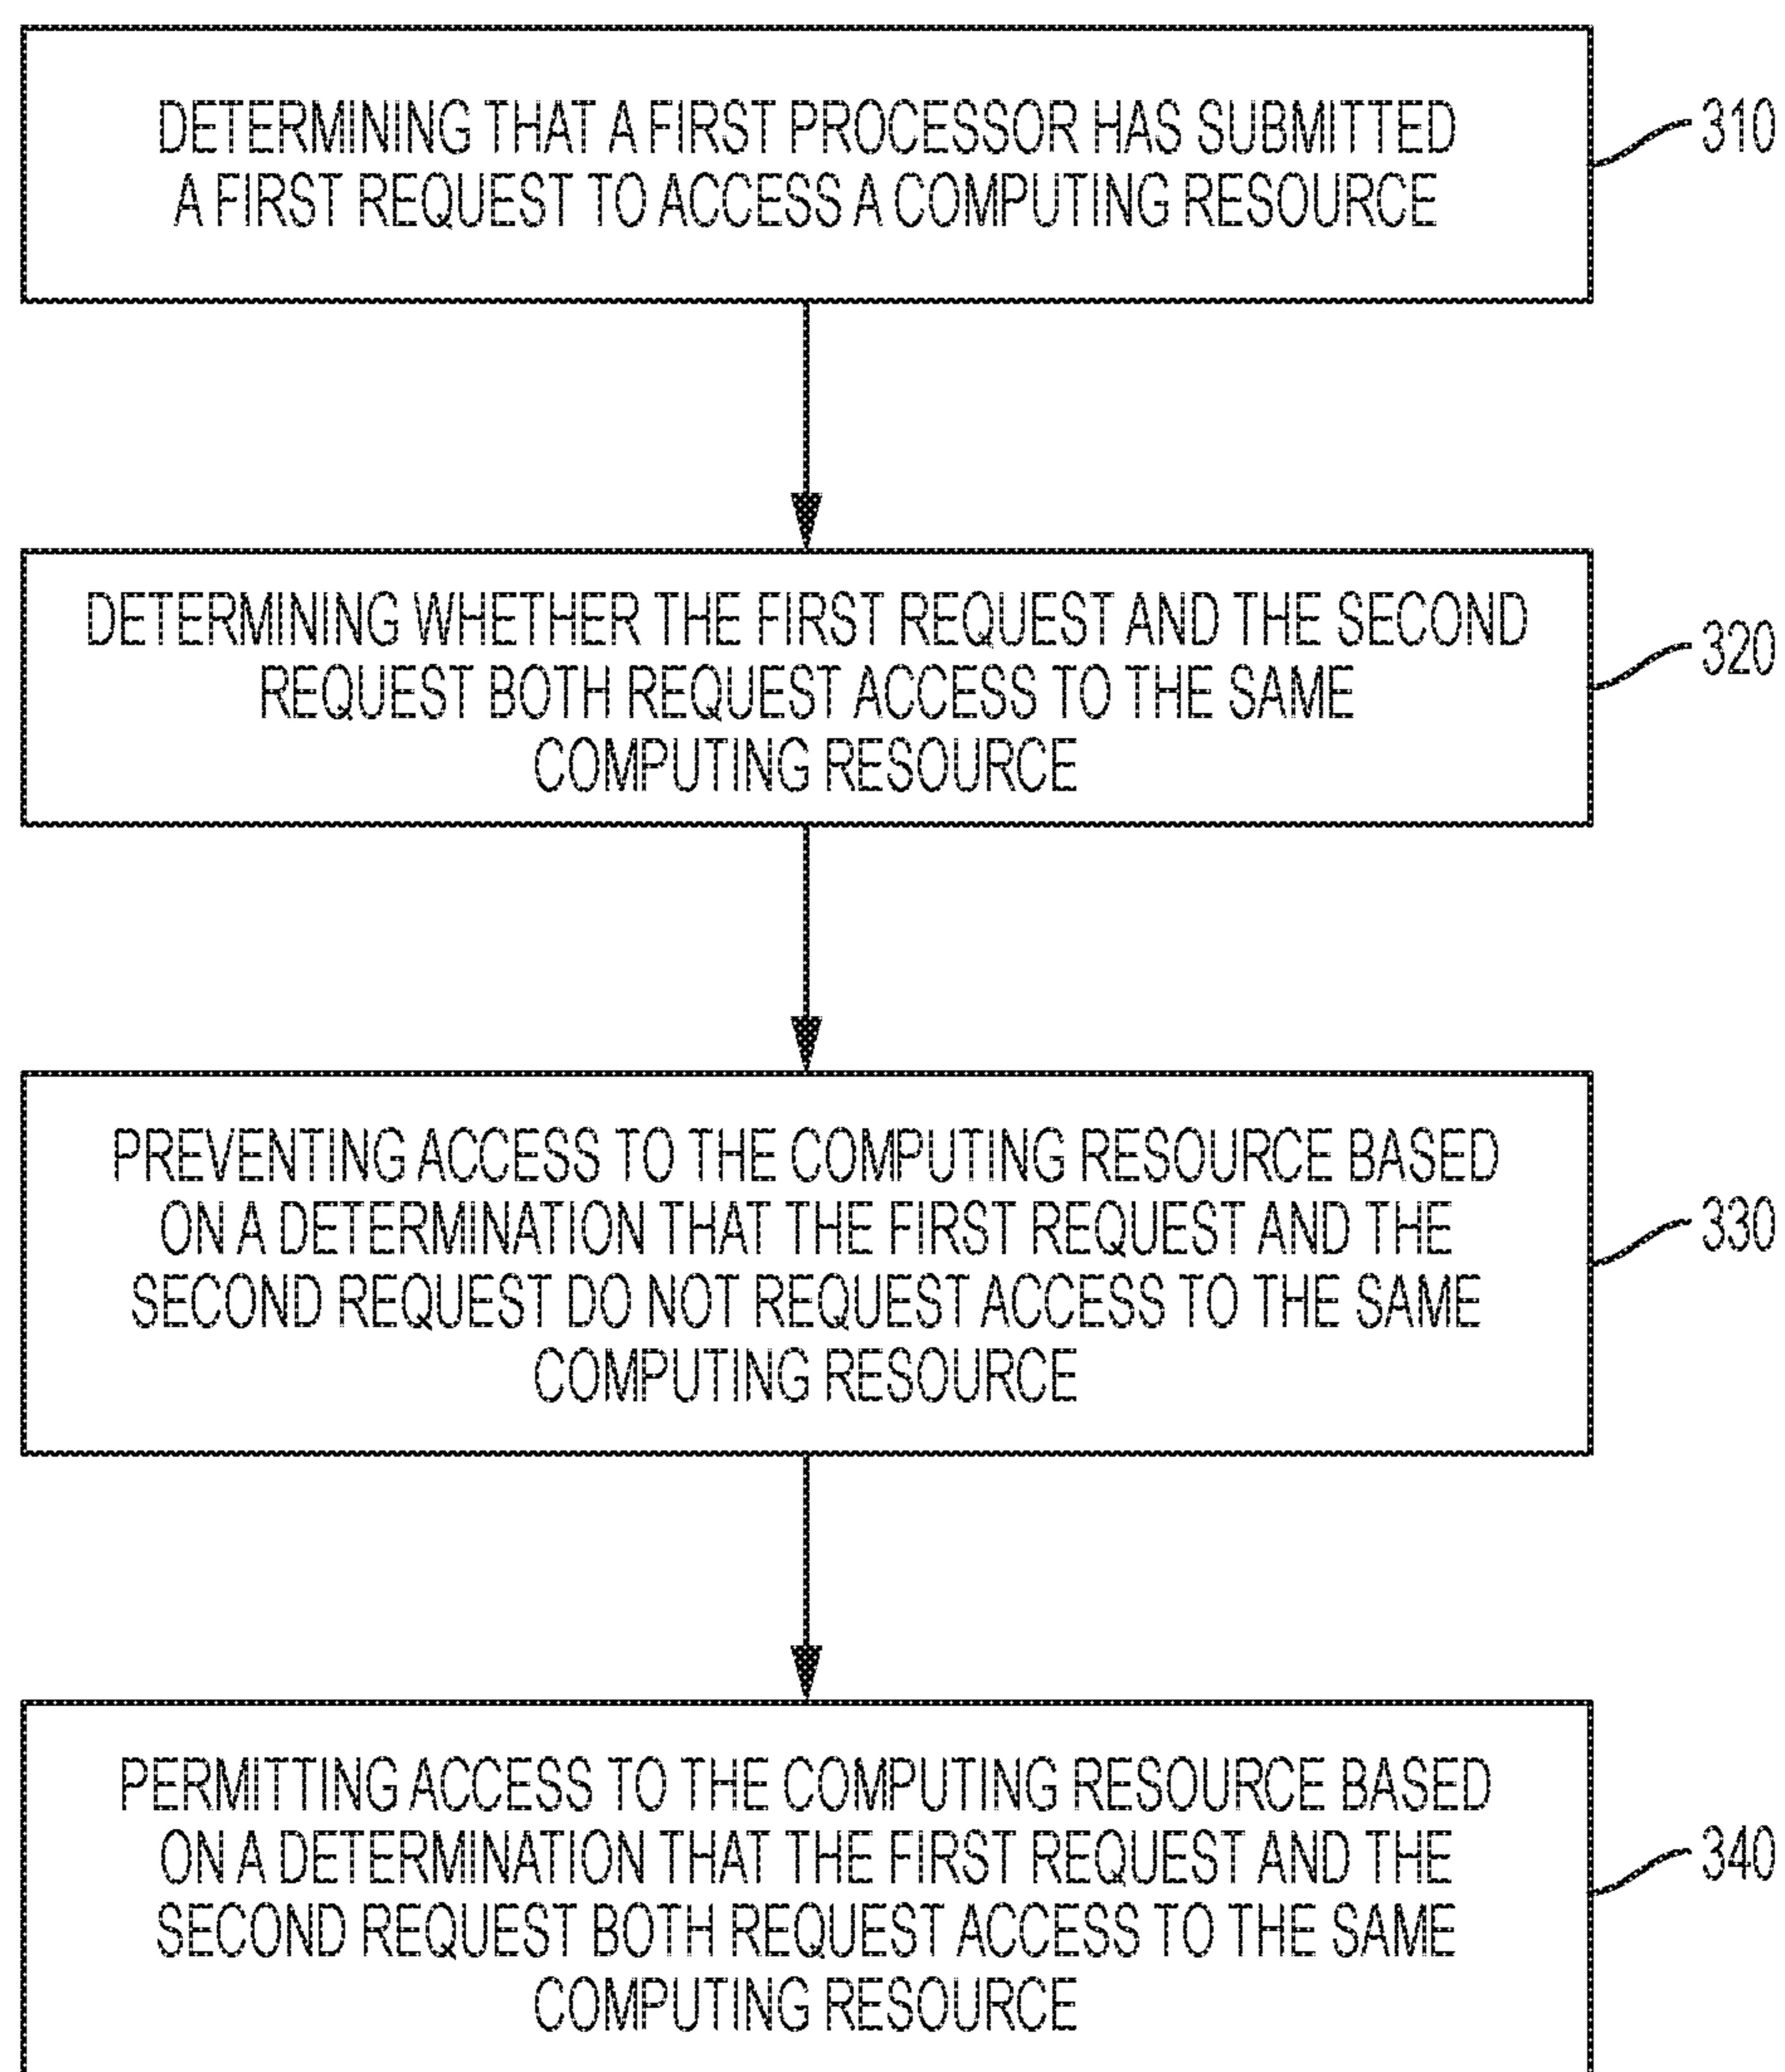 DETERMINING THAT A FIRST PROCESSOR HAS SUBMITTED
A FIRST REQUEST TO ACCESS A COMPUTING RESOURCE
310
DETERMINING WHETHER THE FIRST REQUEST AND THE SECOND
REQUEST BOTH REQUEST ACCESS TO THE SAME
COMPUTING RESOURCE
320
PREVENTING ACCESS TO THE COMPUTING RESOURCE BASED
ON A DETERMINATION THAT THE FIRST REQUEST AND THE
SECOND REQUEST DO NOT REQUEST ACCESS TO THE SAME
COMPUTING RESOURCE
330
PERMITTING ACCESS TO THE COMPUTING RESOURCE BASED
ON A DETERMINATION THAT THE FIRST REQUEST AND THE
SECOND REQUEST BOTH REQUEST ACCESS TO THE SAME
COMPUTING RESOURCE
340